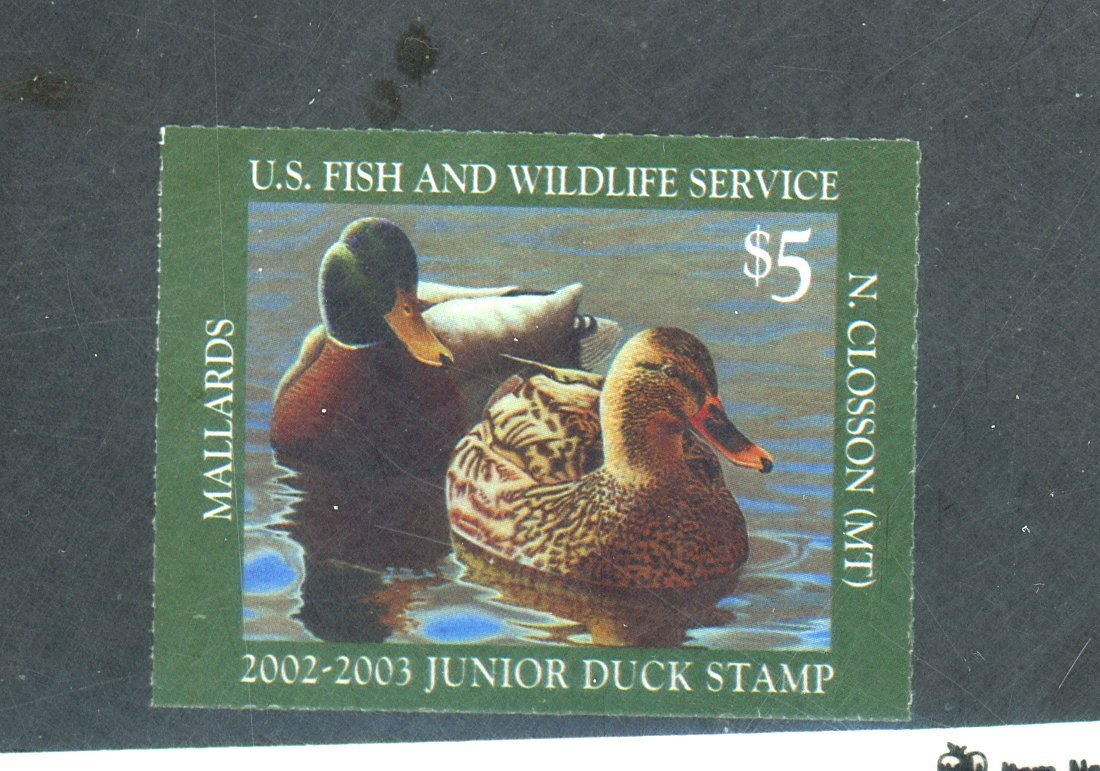 U.S. FISH AND WILDLIFE SERVICE
$5
MALLARDS
N. CLOSSON (MT)
2002-2003 JUNIOR DUCK STAMP